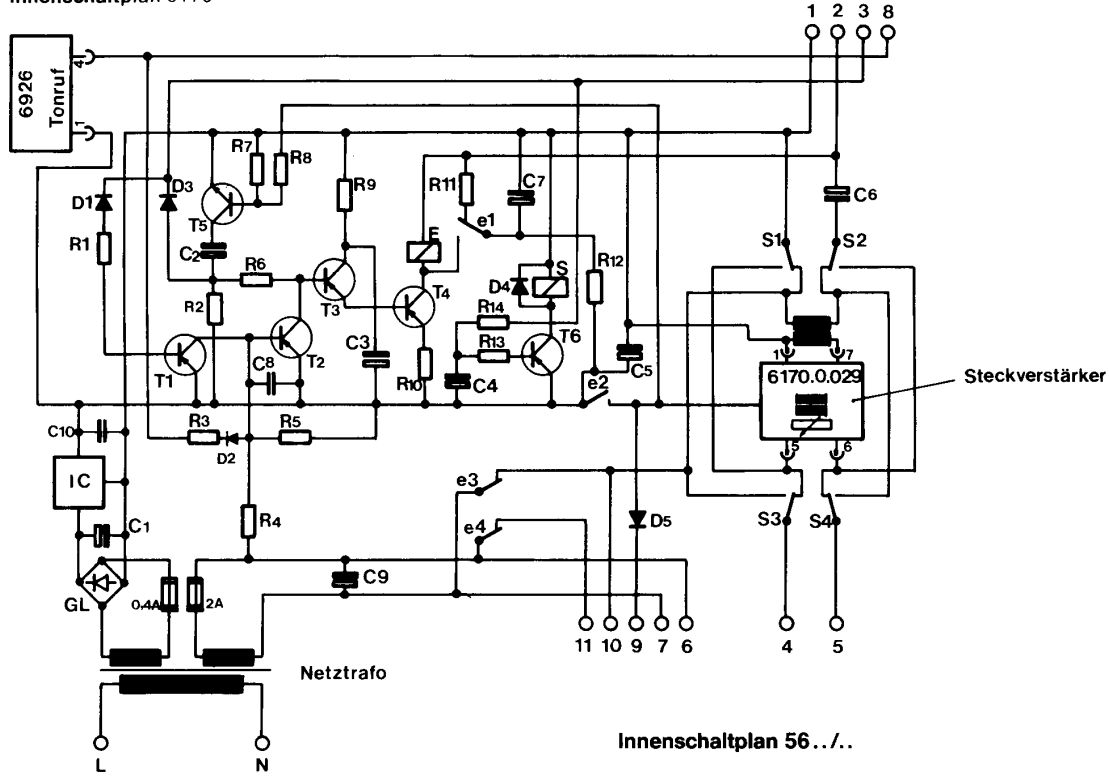 1 2 3 8
6926
Tonruf
4
1
R7
R8
D1
D3
T5
R9
R11
C7
e1
C6
S1
S2
R1
C2
E
R12
R6
T3
T4
D4
S
R2
R14
T6
T1
T2
C8
C3
R10
R13
C4
C5
e2
1
7
6170.0.029
Steckverstärker
5
6
C10
R3
D2
R5
IC
e3
C1
R4
e4
D5
S3
S4
GL
0,4A
2A
C9
11 10 9 7 6
4 5
Netztrafo
L
N
Innenschaltplan 56../..